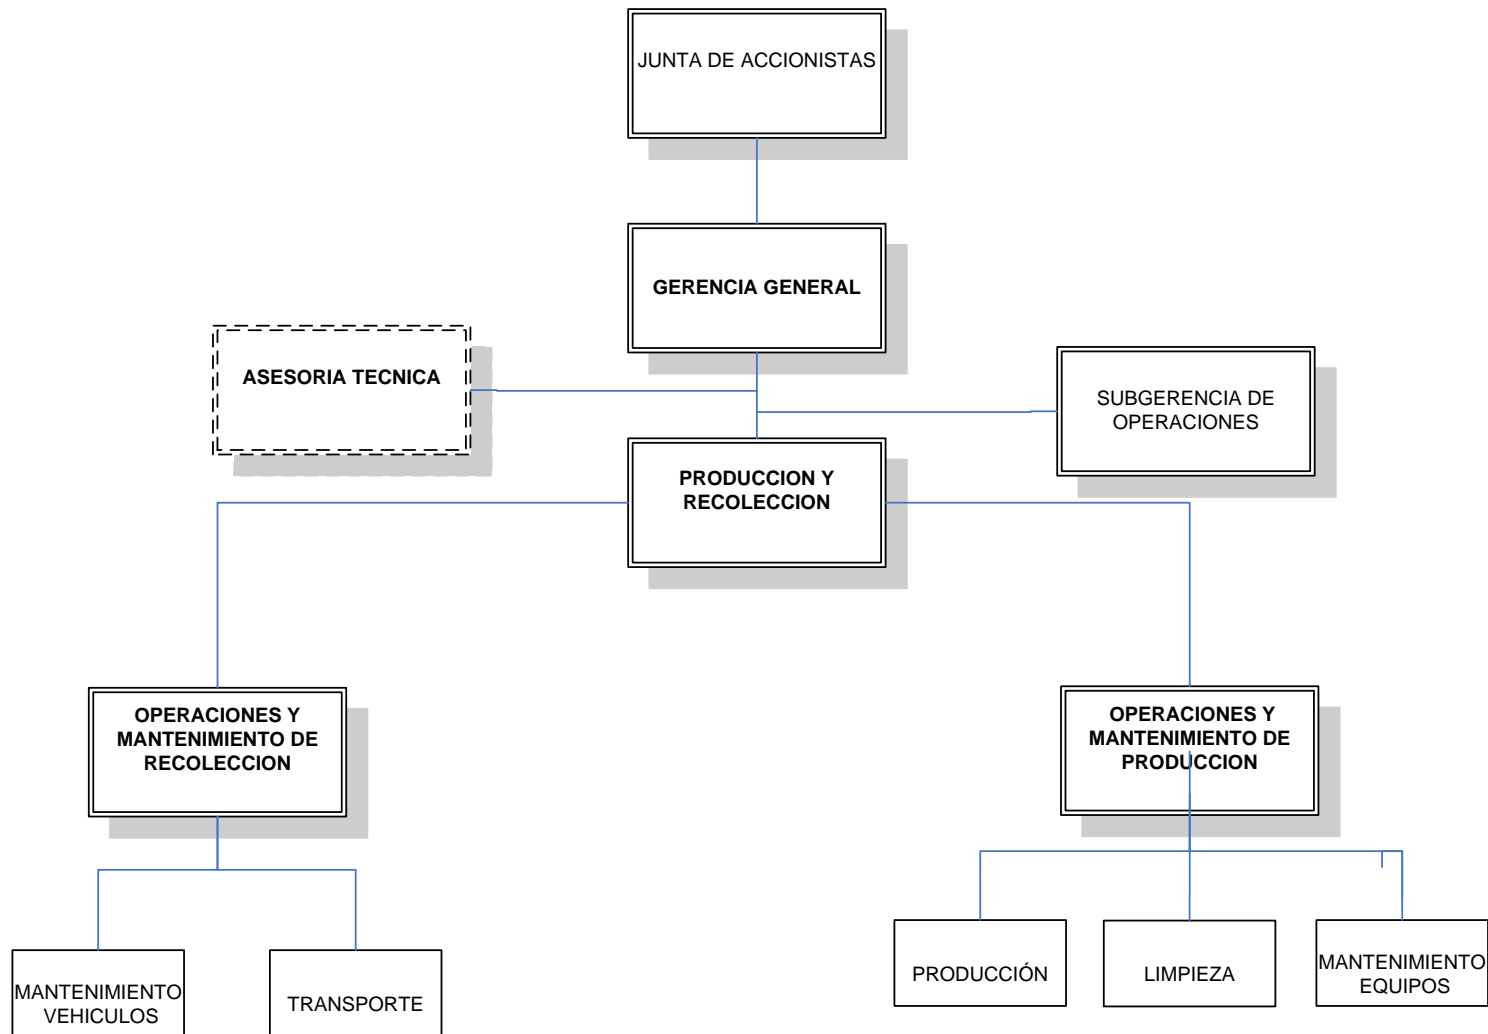 JUNTA DE ACCIONISTAS
GERENCIA GENERAL
ASESORIA TECNICA
SUBGERENCIA DE
OPERACIONES
PRODUCCION Y
RECOLECCION
OPERACIONES Y
MANTENIMIENTO DE
RECOLECCION
OPERACIONES Y
MANTENIMIENTO DE
PRODUCCION
MANTENIMIENTO
VEHICULOS
TRANSPORTE
PRODUCCIÓN
LIMPIEZA
MANTENIMIENTO
EQUIPOS